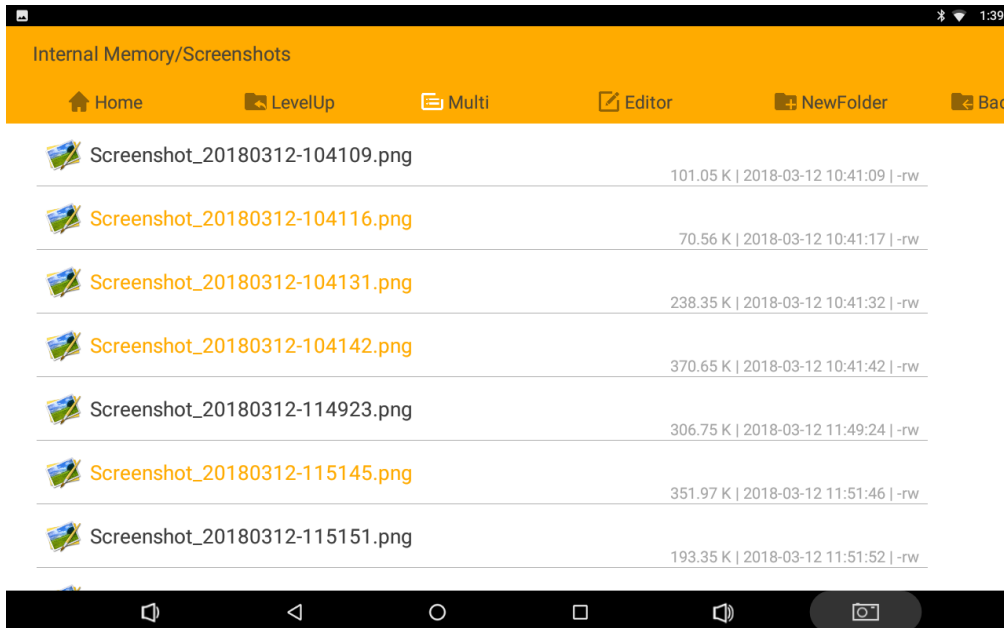 1:39
Internal Memory/Screenshots
Home LevelUp Multi Editor NewFolder Bac
Screenshot_20180312-104109.png
101.05 K | 2018-03-12 10:41:09 | -rw
Screenshot_20180312-104116.png
70.56 K | 2018-03-12 10:41:17 | -rw
Screenshot_20180312-104131.png
238.35 K | 2018-03-12 10:41:32 | -rw
Screenshot_20180312-104142.png
370.65 K | 2018-03-12 10:41:42 | -rw
Screenshot_20180312-114923.png
306.75 K | 2018-03-12 11:49:24 | -rw
Screenshot_20180312-115145.png
351.97 K | 2018-03-12 11:51:46 | -rw
Screenshot_20180312-115151.png
193.35 K | 2018-03-12 11:51:52 | -rw